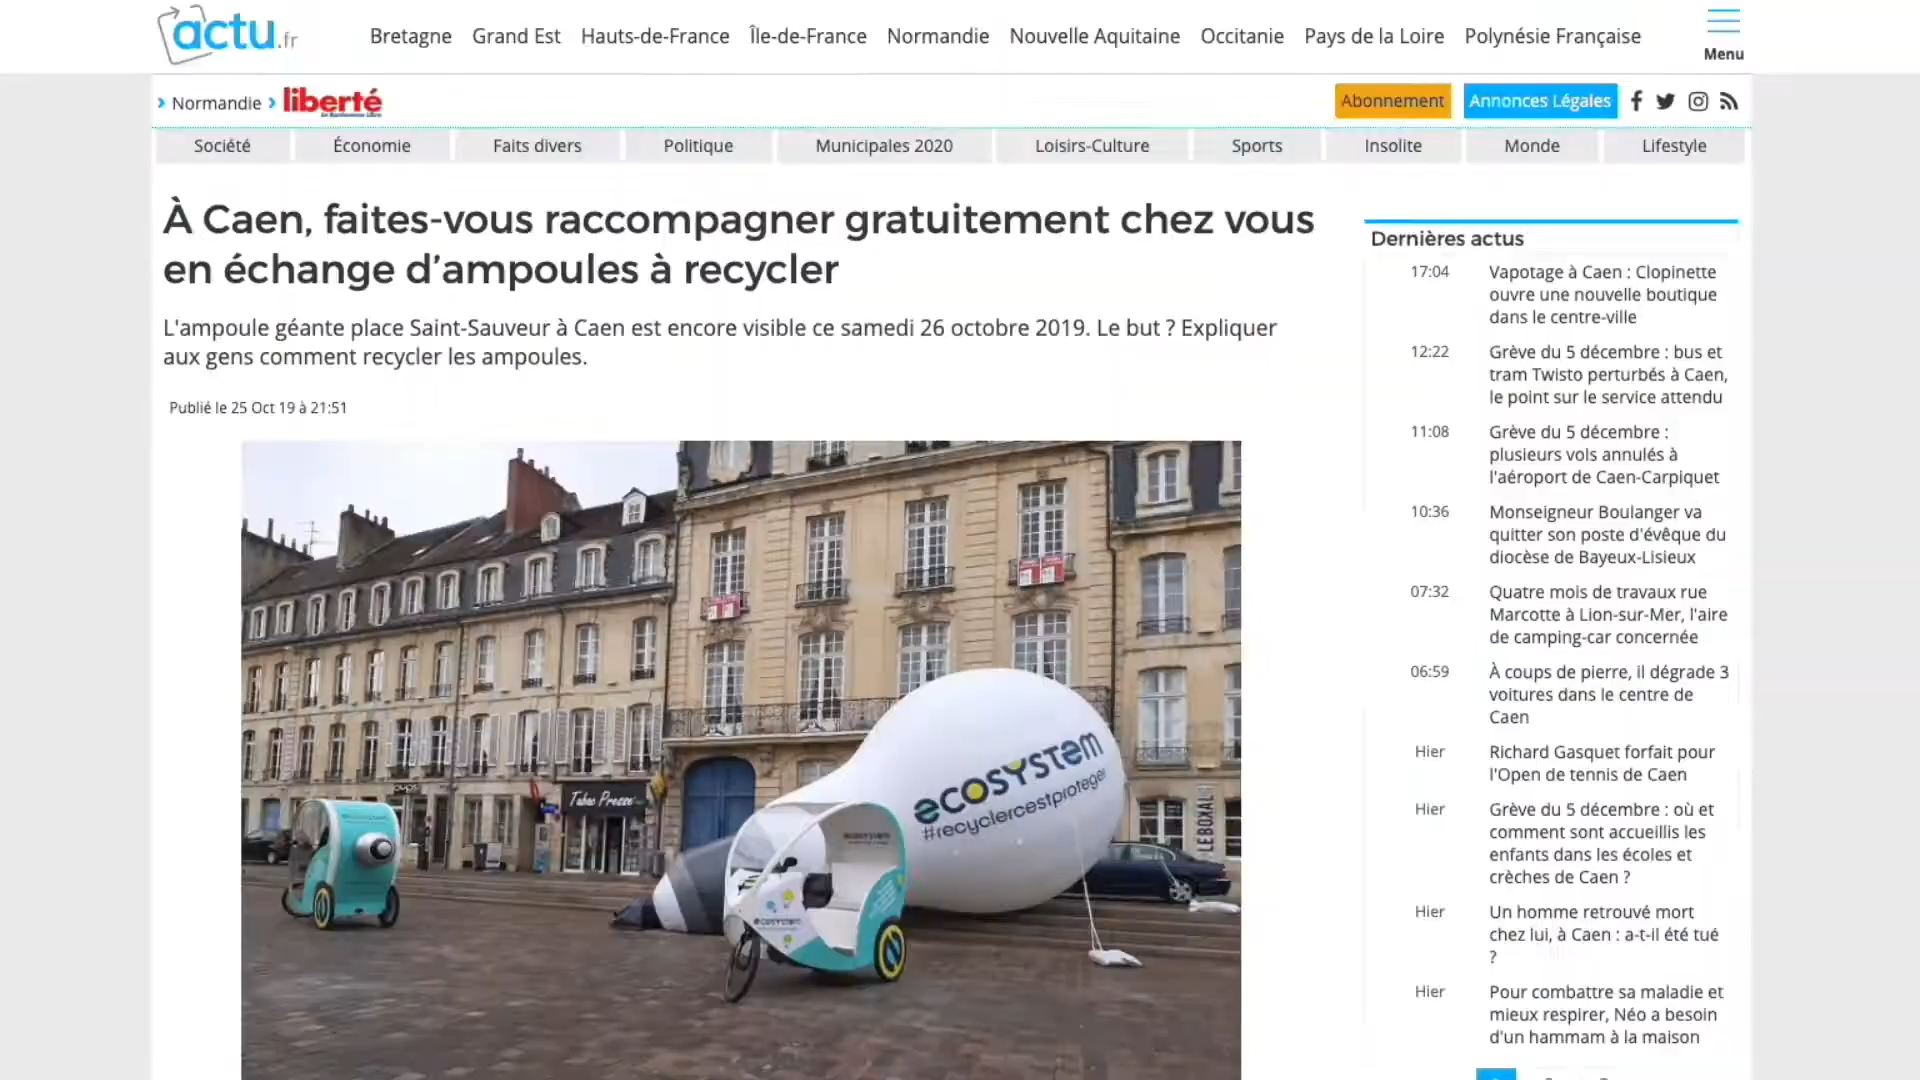 actu.fr
Bretagne Grand Est Hauts-de-France Île-de-France Normandie Nouvelle Aquitaine Occitanie Pays de la Loire Polynésie Française
Menu
Normandie
liberté
Abonnement
Annonces Légales
Société Économie Faits divers Politique Municipales 2020 Loisirs-Culture Sports Insolite Monde Lifestyle
À Caen, faites-vous raccompagner gratuitement chez vous
en échange d'ampoules à recycler
L'ampoule géante place Saint-Sauveur à Caen est encore visible ce samedi 26 octobre 2019. Le but ? Expliquer
aux gens comment recycler les ampoules.
Publié le 25 Oct 19 à 21:51
Tabac Presse
ecosystem
#recyclercestproteger
LE BOXAL
ecosystem
Dernières actus
17:04 Vapotage à Caen : Clopinette
ouvre une nouvelle boutique
dans le centre-ville
12:22 Grève du 5 décembre : bus et
tram Twisto perturbés à Caen,
le point sur le service attendu
11:08 Grève du 5 décembre :
plusieurs vols annulés à
l'aéroport de Caen-Carpiquet
10:36 Monseigneur Boulanger va
quitter son poste d'évêque du
diocèse de Bayeux-Lisieux
07:32 Quatre mois de travaux rue
Marcotte à Lion-sur-Mer, l'aire
de camping-car concernée
06:59 À coups de pierre, il dégrade 3
voitures dans le centre de
Caen
Hier Richard Gasquet forfait pour
l'Open de tennis de Caen
Hier Grève du 5 décembre : où et
comment sont accueillis les
enfants dans les écoles et
crèches de Caen ?
Hier Un homme retrouvé mort
chez lui, à Caen : a-t-il été tué
?
Hier Pour combattre sa maladie et
mieux respirer, Néo a besoin
d'un hammam à la maison